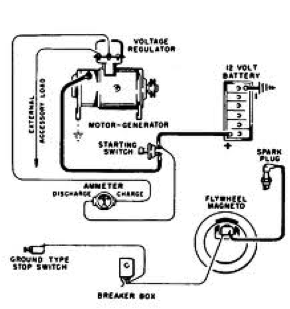 VOLTAGE
REGULATOR
12 VOLT
BATTERY
EXTERNAL
ACCESSORY LOAD
MOTOR-GENERATOR
STARTING
SWITCH
+
SPARK
PLUG
AMMETER
DISCHARGE CHARGE
FLYWHEEL
MAGNETO
GROUND TYPE
STOP SWITCH
BREAKER BOX